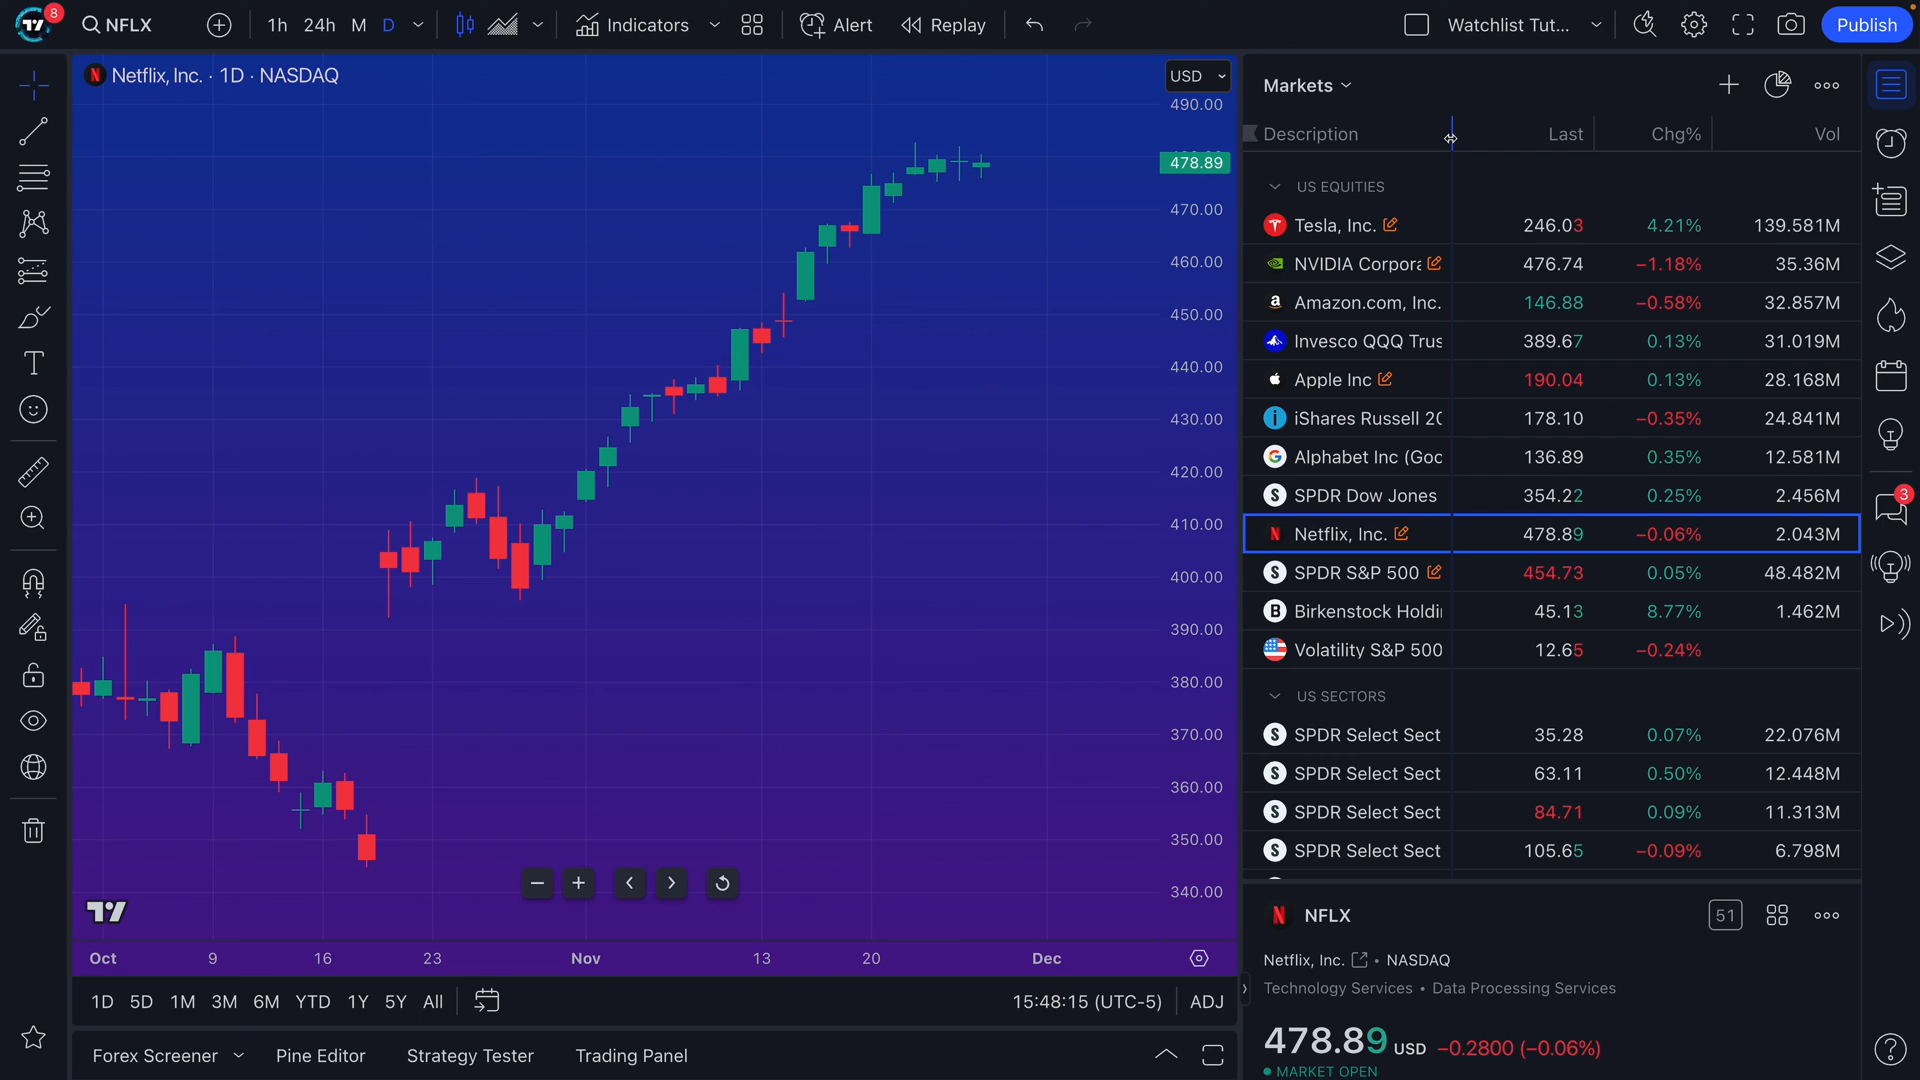 8
NFLX
1h 24h M D
Indicators
Alert
Replay
Watchlist Tut...
Publish
Netflix, Inc. · 1D · NASDAQ
USD
490.00
478.89
470.00
460.00
450.00
440.00
430.00
420.00
410.00
400.00
390.00
380.00
370.00
360.00
350.00
340.00
Oct 9 16 23 Nov 13 20 Dec
1D 5D 1M 3M 6M YTD 1Y 5Y All
15:48:15 (UTC-5) ADJ
Forex Screener Pine Editor Strategy Tester Trading Panel
Markets
Description Last Chg% Vol
US EQUITIES
Tesla, Inc. 246.03 4.21% 139.581M
NVIDIA Corpora 476.74 −1.18% 35.36M
Amazon.com, Inc. 146.88 −0.58% 32.857M
Invesco QQQ Trus 389.67 0.13% 31.019M
Apple Inc 190.04 0.13% 28.168M
iShares Russell 20 178.10 −0.35% 24.841M
Alphabet Inc (Goo 136.89 0.35% 12.581M
SPDR Dow Jones 354.22 0.25% 2.456M
Netflix, Inc. 478.89 −0.06% 2.043M
SPDR S&P 500 454.73 0.05% 48.482M
Birkenstock Holdi 45.13 8.77% 1.462M
Volatility S&P 500 12.65 −0.24%
US SECTORS
SPDR Select Sect 35.28 0.07% 22.076M
SPDR Select Sect 63.11 0.50% 12.448M
SPDR Select Sect 84.71 0.09% 11.313M
SPDR Select Sect 105.65 −0.09% 6.798M
NFLX 51
Netflix, Inc. • NASDAQ
Technology Services • Data Processing Services
478.89 USD −0.2800 (−0.06%)
MARKET OPEN
3